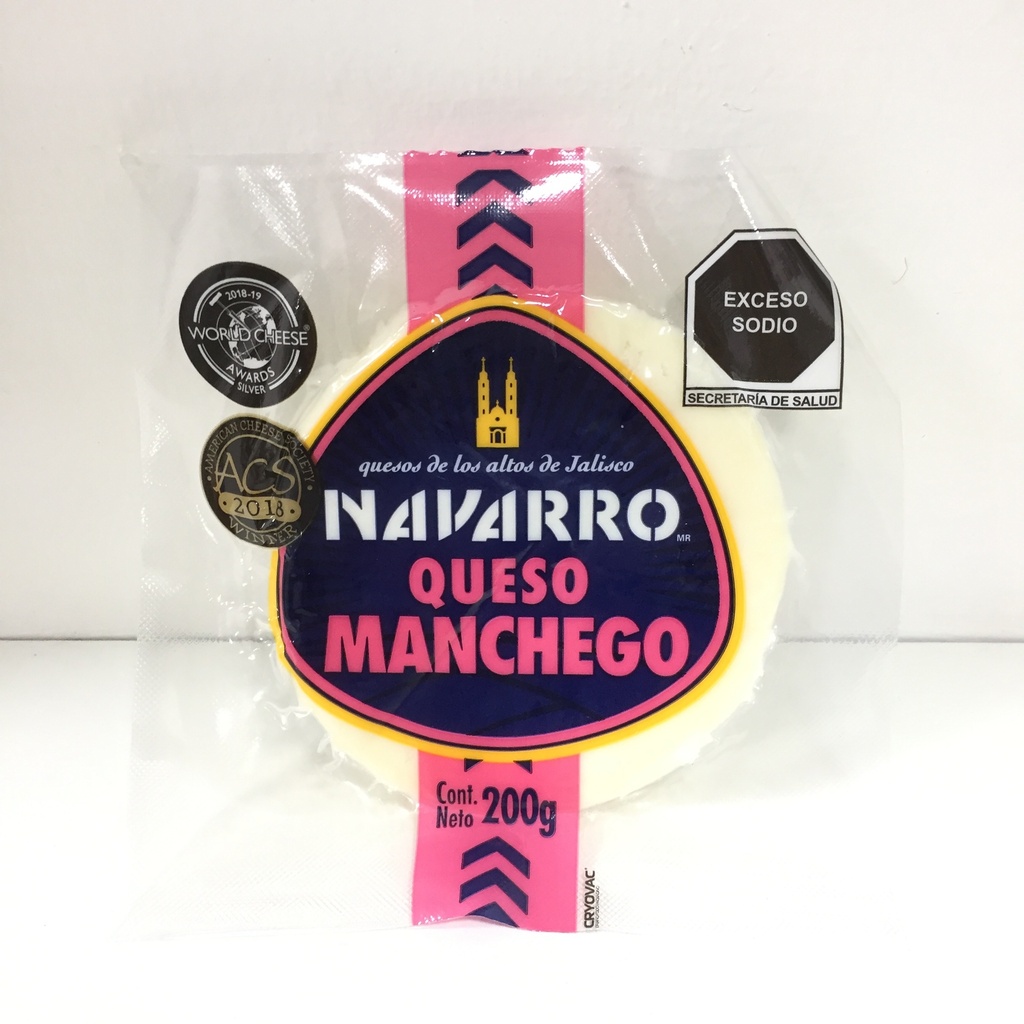 2018-19
WORLD CHEESE®
AWARDS
SILVER
AMERICAN CHEESE SOCIETY
ACS
2018
WINNER
EXCESO
SODIO
SECRETARÍA DE SALUD
quesos de los altos de Jalisco
NAVARRO MR
QUESO
MANCHEGO
Cont.
Neto 200g
CRYOVAC